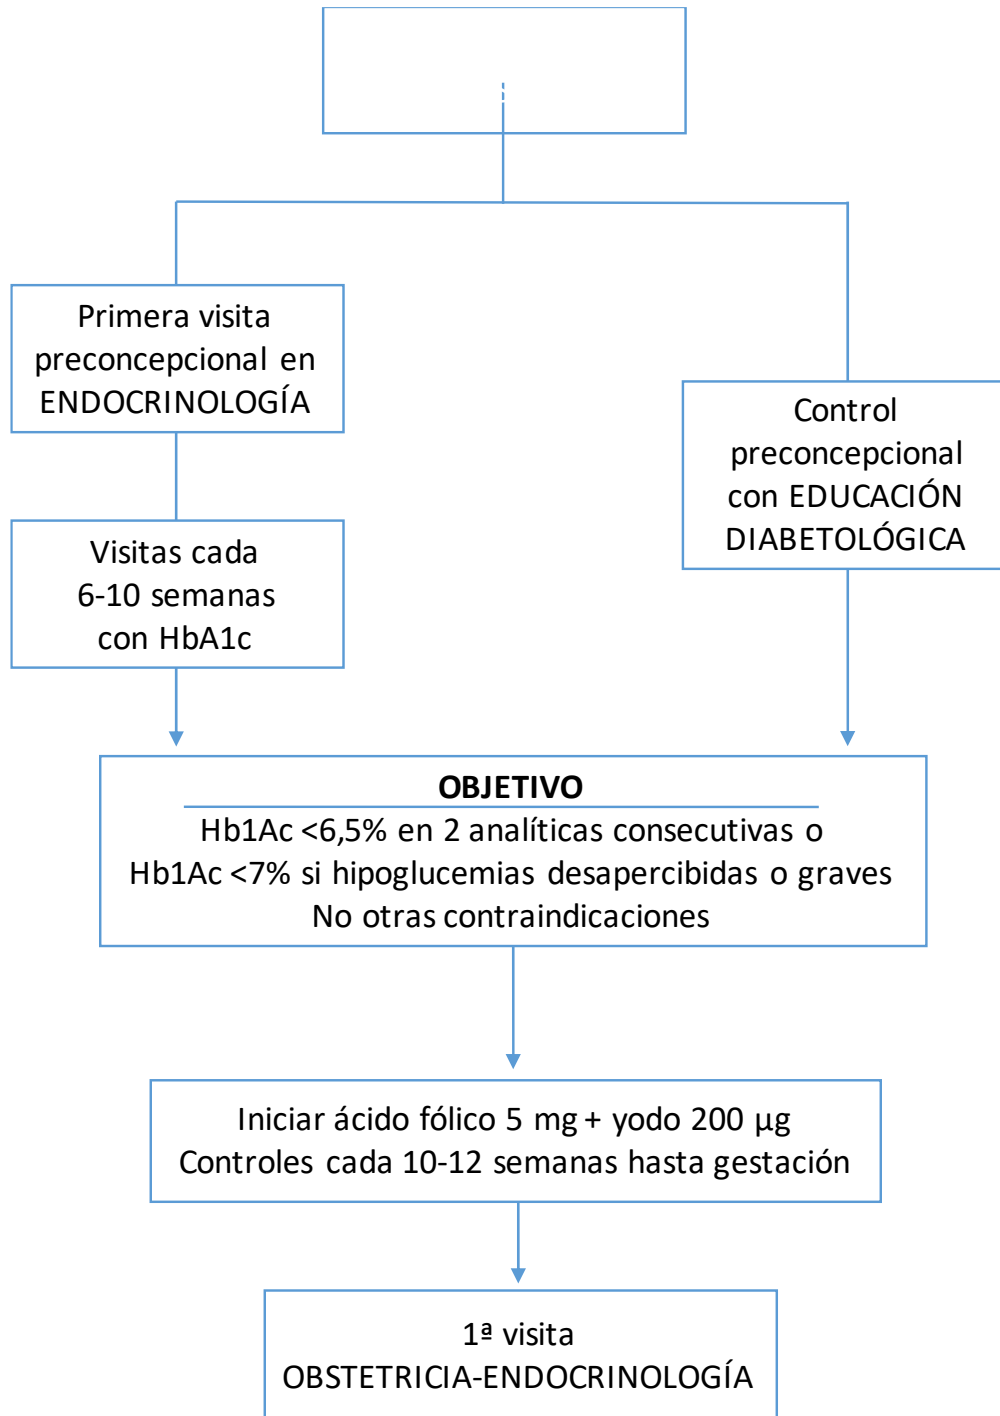 Primera visita
preconcepcional en
ENDOCRINOLOGÍA
Visitas cada
6-10 semanas
con HbA1c
Control
preconcepcional
con EDUCACIÓN
DIABETOLÓGICA
OBJETIVO
Hb1Ac <6,5% en 2 analíticas consecutivas o
Hb1Ac <7% si hipoglucemias desapercibidas o graves
No otras contraindicaciones
Iniciar ácido fólico 5 mg + yodo 200 µg
Controles cada 10-12 semanas hasta gestación
1ª visita
OBSTETRICIA-ENDOCRINOLOGÍA